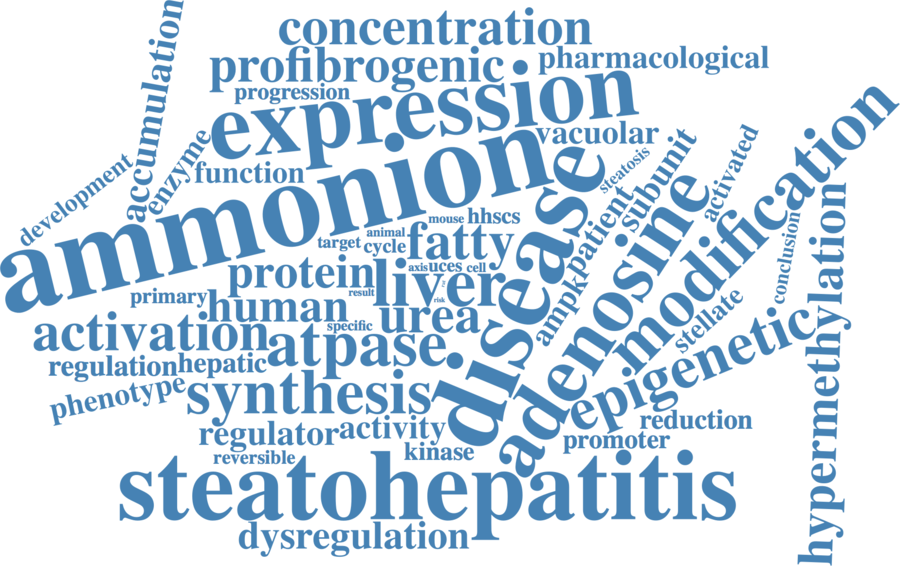 concentration
accumulation
profibrogenic
pharmacological
progression
expression
vacuolar
enzyme
development
function
ammonion
disease
steatosis
subunit
activated
modification
mouse
hhscs
animal
target
cycle
fatty
patient
adenosine
conclusion
hypermethylation
protein
axis
uces
cell
liver
ampk
primary
human
result
risk
urea
stellate
activation
specific
atpase
epigenetic
regulation
hepatic
phenotype
synthesis
regulator
activity
reduction
promoter
kinase
reversible
steatohepatitis
dysregulation